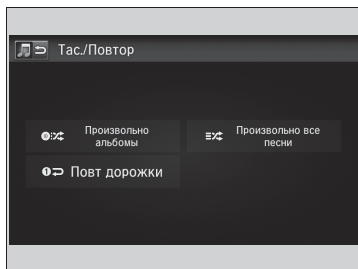 Тас./Повтор
Произвольно
альбомы
Произвольно все
песни
Повт дорожки